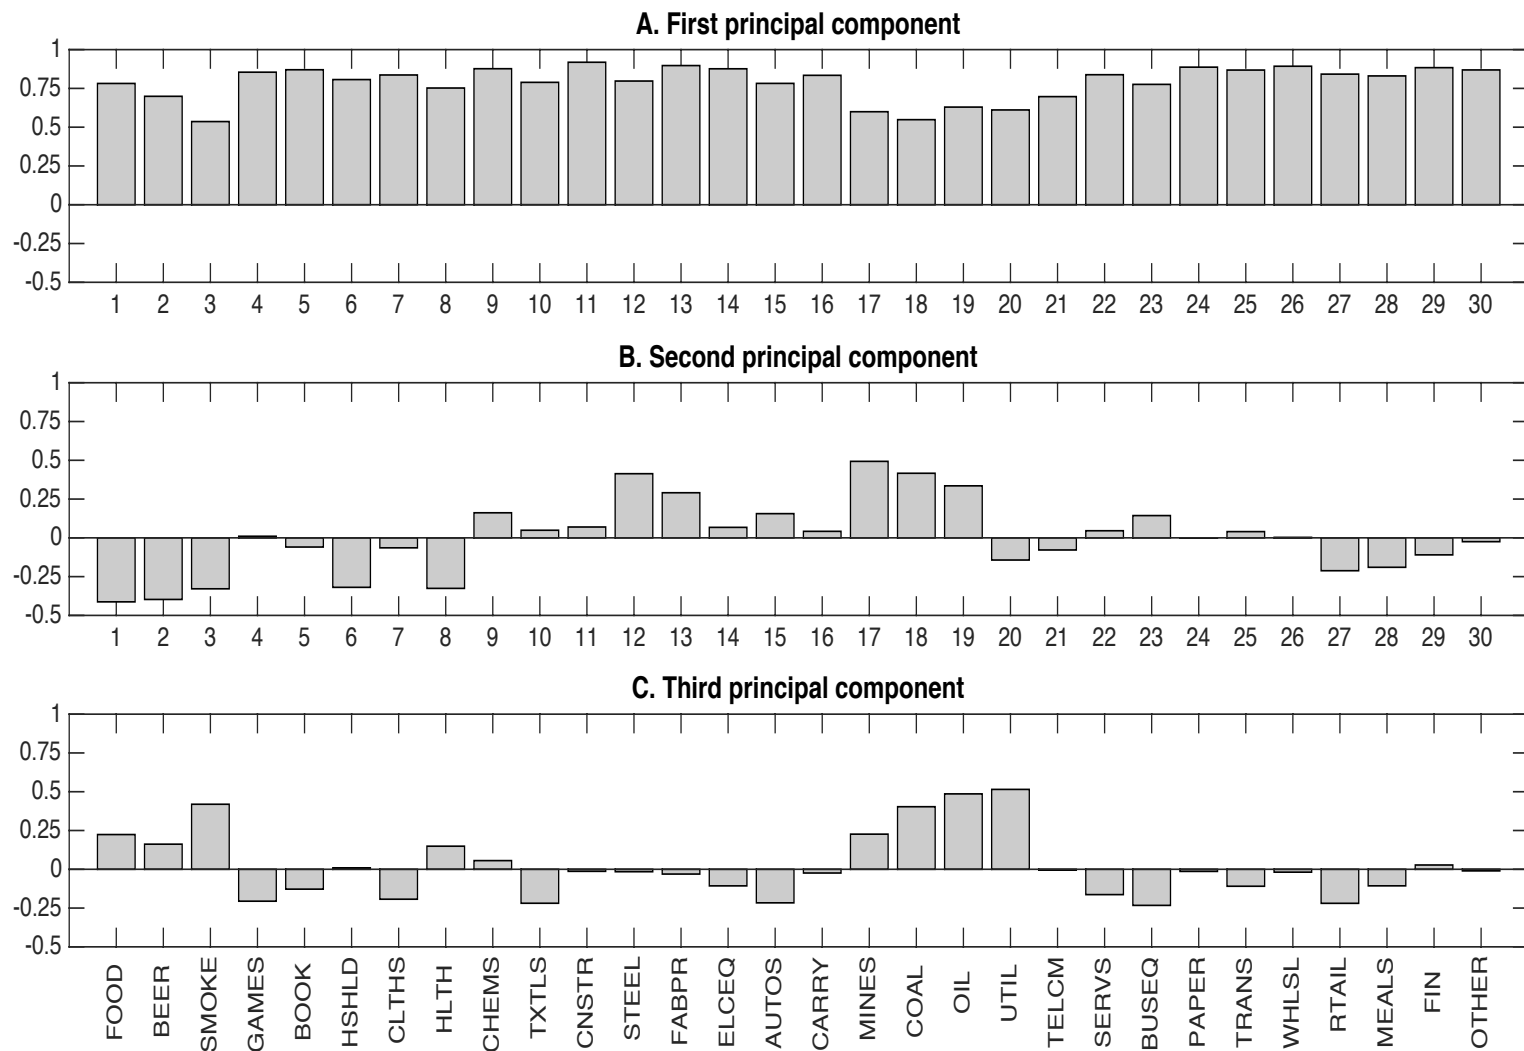 A. First principal component
1
0.75
0.5
0.25
0
-0.25
-0.5
1 2 3 4 5 6 7 8 9 10 11 12 13 14 15 16 17 18 19 20 21 22 23 24 25 26 27 28 29 30
B. Second principal component
1
0.75
0.5
0.25
0
-0.25
-0.5
1 2 3 4 5 6 7 8 9 10 11 12 13 14 15 16 17 18 19 20 21 22 23 24 25 26 27 28 29 30
C. Third principal component
1
0.75
0.5
0.25
0
-0.25
-0.5
FOOD
BEER
SMOKE
GAMES
BOOK
HSHLD
CLTHS
HLTH
CHEMS
TXTLS
CNSTR
STEEL
FABPR
ELCEQ
AUTOS
CARRY
MINES
COAL
OIL
UTIL
TELCM
SERVS
BUSEQ
PAPER
TRANS
WHLSL
RTAIL
MEALS
FIN
OTHER